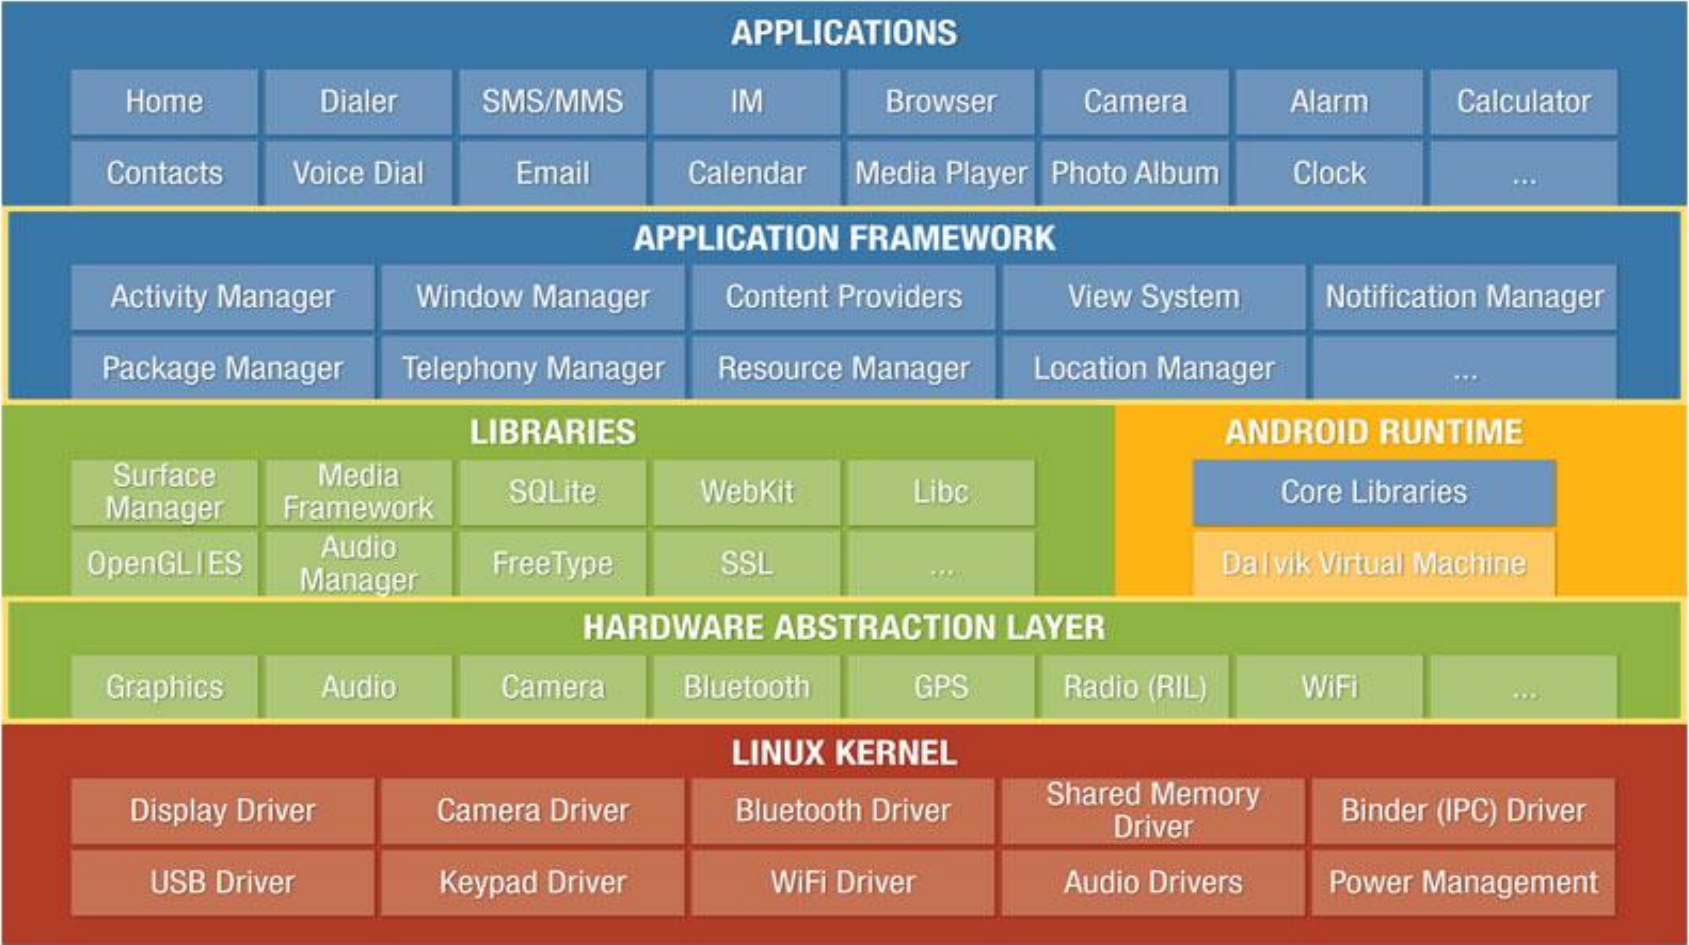 APPLICATIONS
Home Dialer SMS/MMS IM Browser Camera Alarm Calculator
Contacts Voice Dial Email Calendar Media Player Photo Album Clock ...
APPLICATION FRAMEWORK
Activity Manager Window Manager Content Providers View System Notification Manager
Package Manager Telephony Manager Resource Manager Location Manager ...
LIBRARIES
Surface
Manager
Media
Framework
SQLite WebKit Libc
OpenGL|ES
Audio
Manager
FreeType SSL ...
ANDROID RUNTIME
Core Libraries
Dalvik Virtual Machine
HARDWARE ABSTRACTION LAYER
Graphics Audio Camera Bluetooth GPS Radio (RIL) WiFi ...
LINUX KERNEL
Display Driver Camera Driver Bluetooth Driver
Shared Memory
Driver
Binder (IPC) Driver
USB Driver Keypad Driver WiFi Driver Audio Drivers Power Management